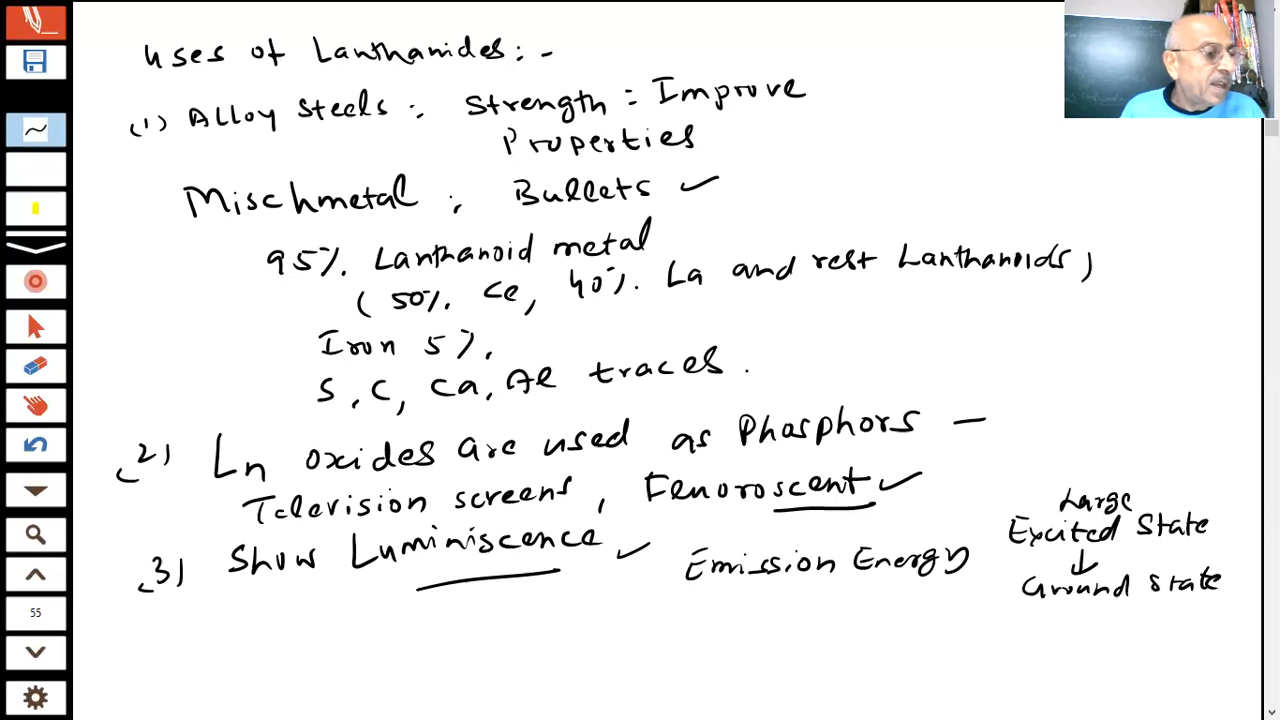 Uses of Lanthanides: -
(1) Alloy Steels : Strength = Improve
Properties
Mischmetal : Bullets ✓
95%. Lanthanoid metal
( 50%. Ce, 40%. La and rest Lanthanoids)
Iron 5%.
S, C, Ca, Al traces.
(2) Ln oxides are used as Phosphors —
Television screens, Flnoroscent ✓
(3) Show Luminiscence ✓ Emission Energy
Large
Excited State
↓
Ground State
55